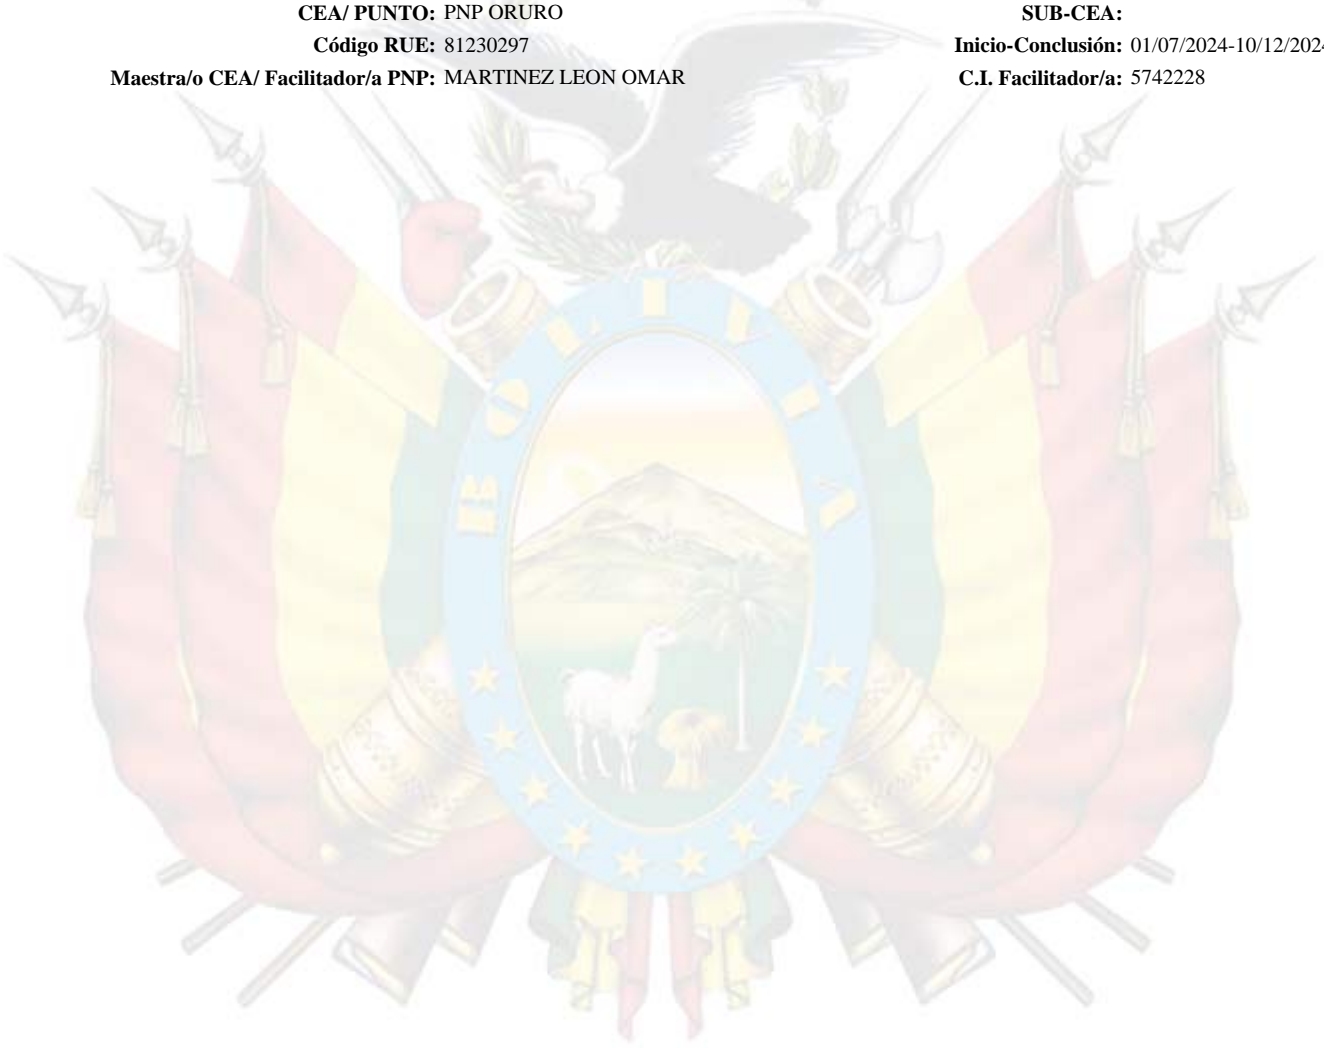 CEA/ PUNTO: PNP ORURO SUB-CEA:
Código RUE: 81230297 Inicio-Conclusión: 01/07/2024-10/12/202
Maestra/o CEA/ Facilitador/a PNP: MARTINEZ LEON OMAR C.I. Facilitador/a: 5742228
BOLIVIA